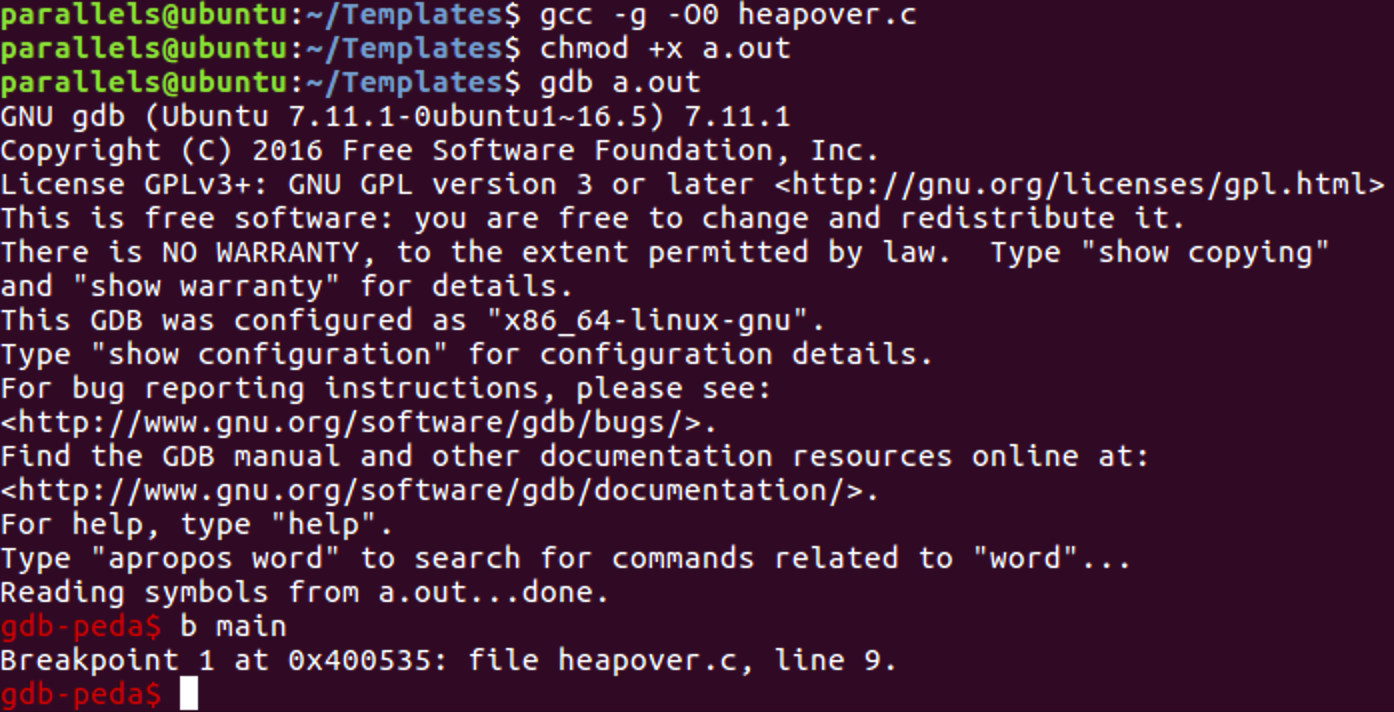 parallels@ubuntu:~/Templates$ gcc -g -O0 heapover.c
parallels@ubuntu:~/Templates$ chmod +x a.out
parallels@ubuntu:~/Templates$ gdb a.out
GNU gdb (Ubuntu 7.11.1-0ubuntu1~16.5) 7.11.1
Copyright (C) 2016 Free Software Foundation, Inc.
License GPLv3+: GNU GPL version 3 or later <http://gnu.org/licenses/gpl.html>
This is free software: you are free to change and redistribute it.
There is NO WARRANTY, to the extent permitted by law.  Type "show copying"
and "show warranty" for details.
This GDB was configured as "x86_64-linux-gnu".
Type "show configuration" for configuration details.
For bug reporting instructions, please see:
<http://www.gnu.org/software/gdb/bugs/>.
Find the GDB manual and other documentation resources online at:
<http://www.gnu.org/software/gdb/documentation/>.
For help, type "help".
Type "apropos word" to search for commands related to "word"...
Reading symbols from a.out...done.
gdb-peda$ b main
Breakpoint 1 at 0x400535: file heapover.c, line 9.
gdb-peda$